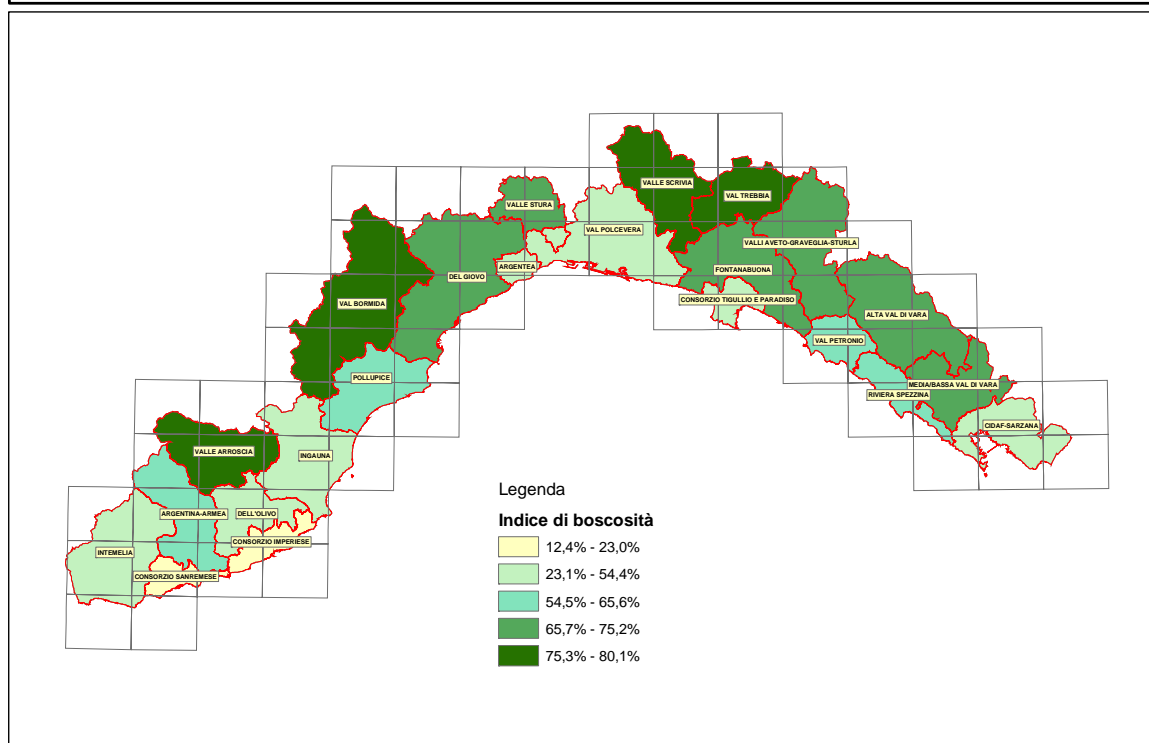 VALLE SCRIVIA
VAL TREBBIA
VALLE STURA
VAL POLCEVERA
VALLI AVETO-GRAVEGLIA-STURLA
ARGENTEA
FONTANABUONA
DEL GIOVO
CONSORZIO TIGULLIO E PARADISO
VAL BORMIDA
ALTA VAL DI VARA
VAL PETRONIO
POLLUPICE
MEDIA/BASSA VAL DI VARA
RIVIERA SPEZZINA
CIDAF-SARZANA
VALLE ARROSCIA
INGAUNA
ARGENTINA-ARMEA
DELL'OLIVO
CONSORZIO IMPERIESE
INTEMELIA
CONSORZIO SANREMESE
Legenda
Indice di boscosità
12,4% - 23,0%
23,1% - 54,4%
54,5% - 65,6%
65,7% - 75,2%
75,3% - 80,1%